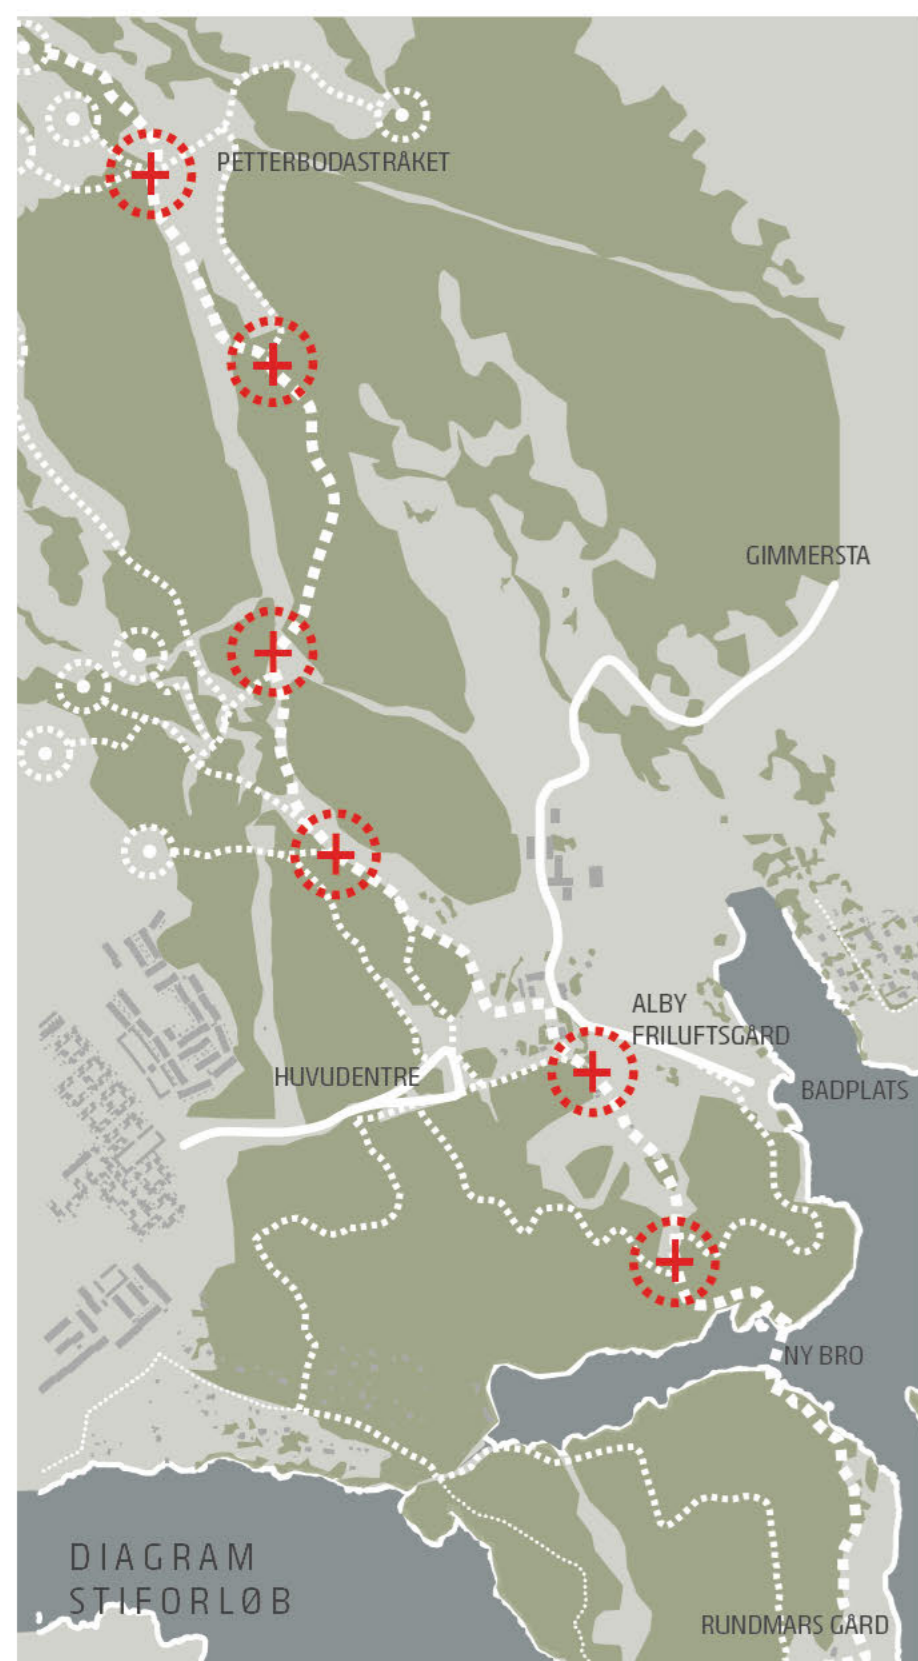 PETTERBODASTRÅKET
GIMMERSTA
ALBY
FRILUFTSGÅRD
HUVUDENTRE
BADPLATS
NY BRO
DIAGRAM
STIFORLØB
RUNDMARS GÅRD